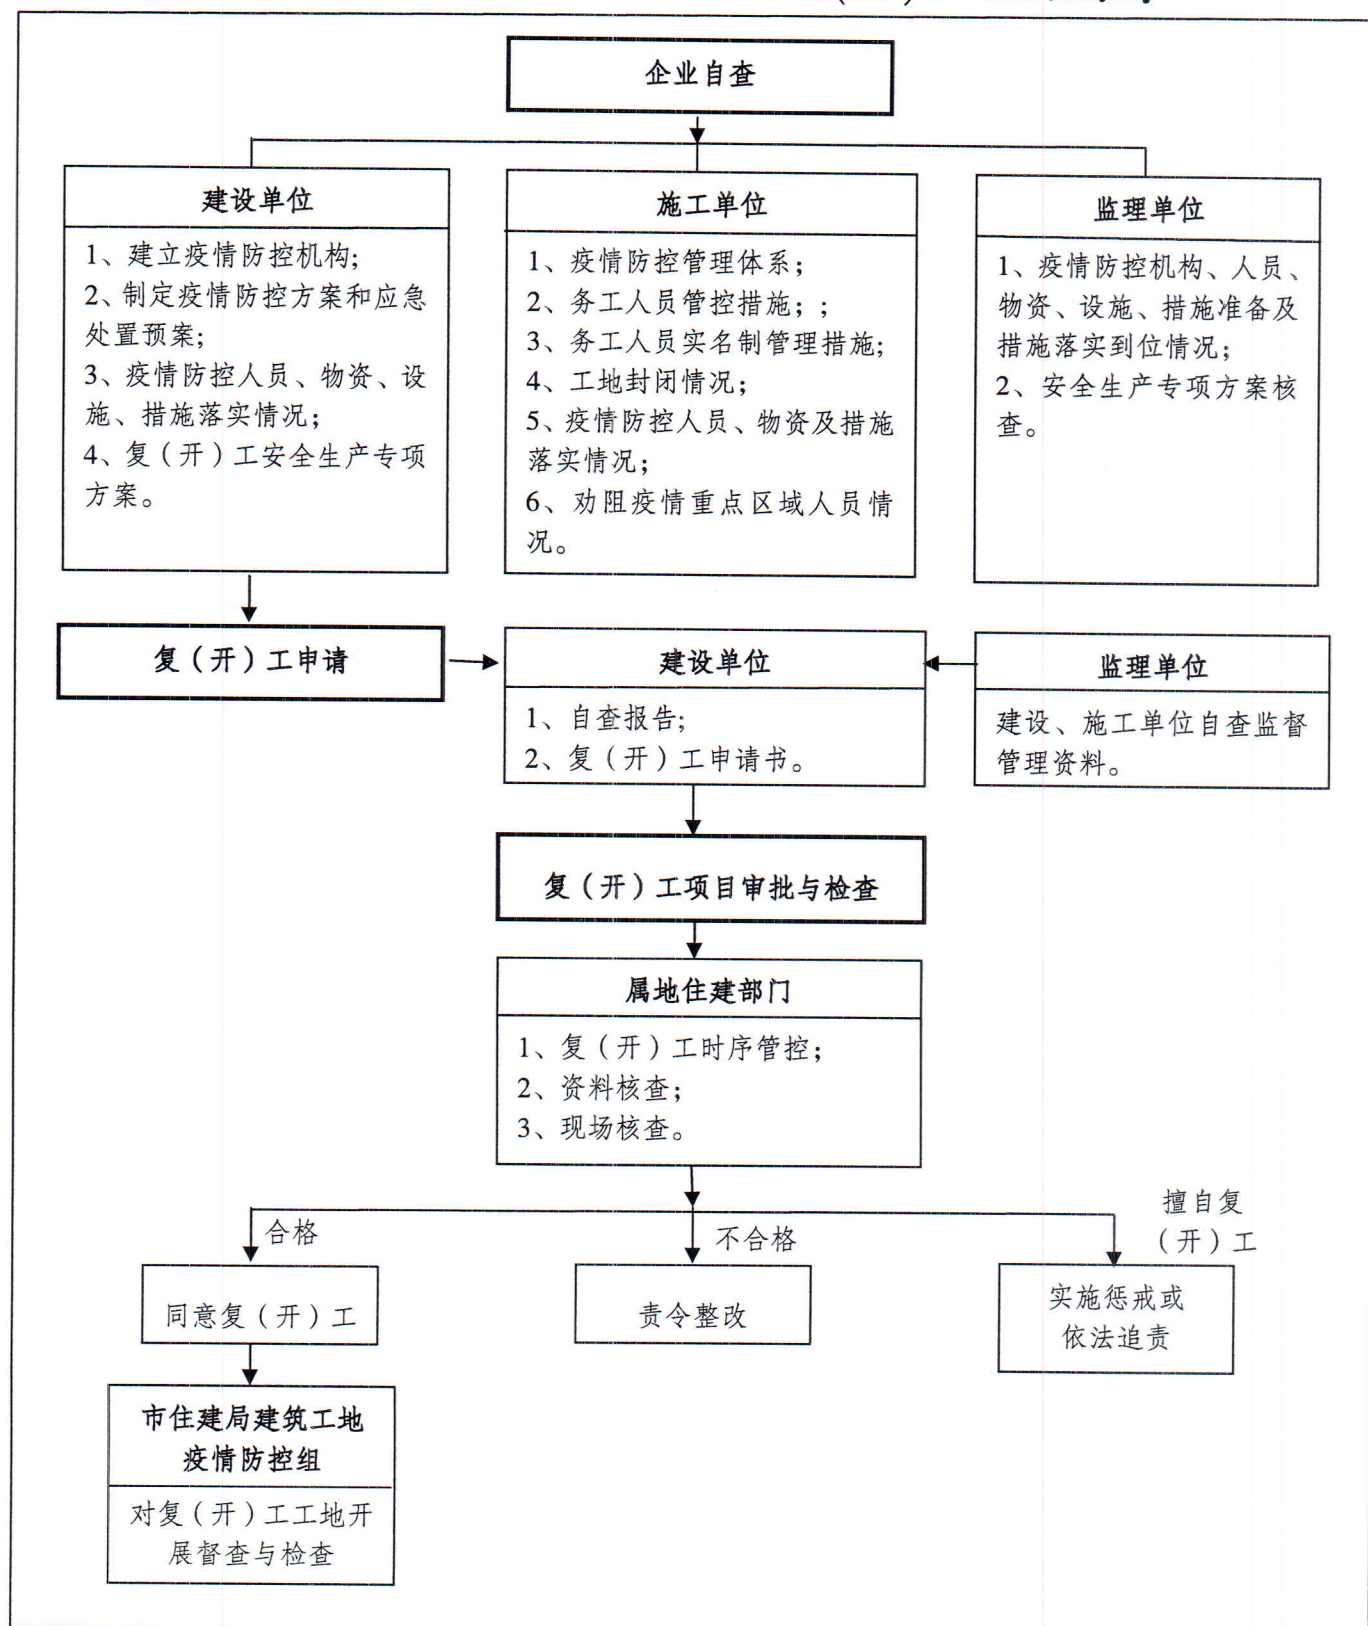 企业自查
建设单位
1、建立疫情防控机构;
2、制定疫情防控方案和应急
处置预案;
3、疫情防控人员、物资、设
施、措施落实情况;
4、复（开）工安全生产专项
方案。
施工单位
1、疫情防控管理体系;
2、务工人员管控措施; ;
3、务工人员实名制管理措施;
4、工地封闭情况;
5、疫情防控人员、物资及措施
落实情况;
6、劝阻疫情重点区域人员情
况。
监理单位
1、疫情防控机构、人员、
物资、设施、措施准备及
措施落实到位情况;
2、安全生产专项方案核
查。
复（开）工申请
建设单位
1、自查报告;
2、复（开）工申请书。
监理单位
建设、施工单位自查监督
管理资料。
复（开）工项目审批与检查
属地住建部门
1、复（开）工时序管控;
2、资料核查;
3、现场核查。
合格
不合格
擅自复
（开）工
同意复（开）工
责令整改
实施惩戒或
依法追责
市住建局建筑工地
疫情防控组
对复（开）工工地开
展督查与检查